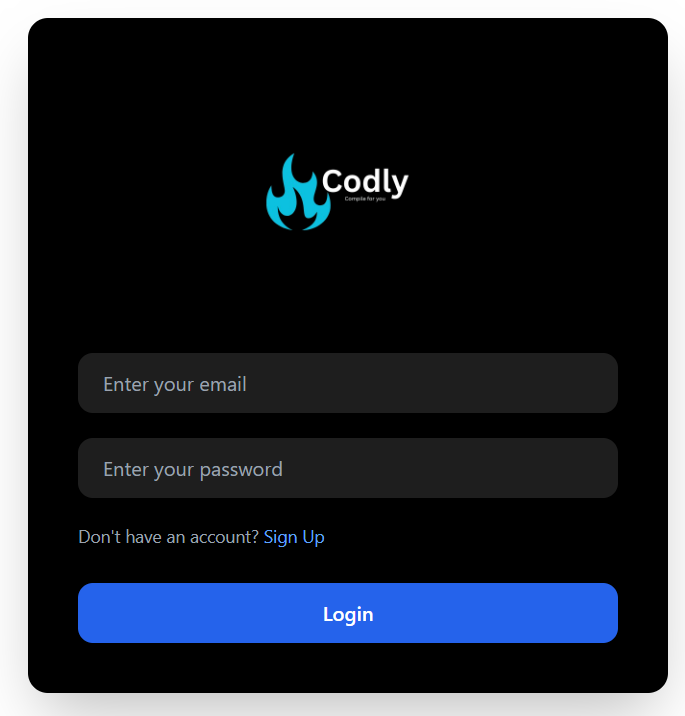 Codly
Compile for you
Enter your email
Enter your password
Don't have an account? Sign Up
Login